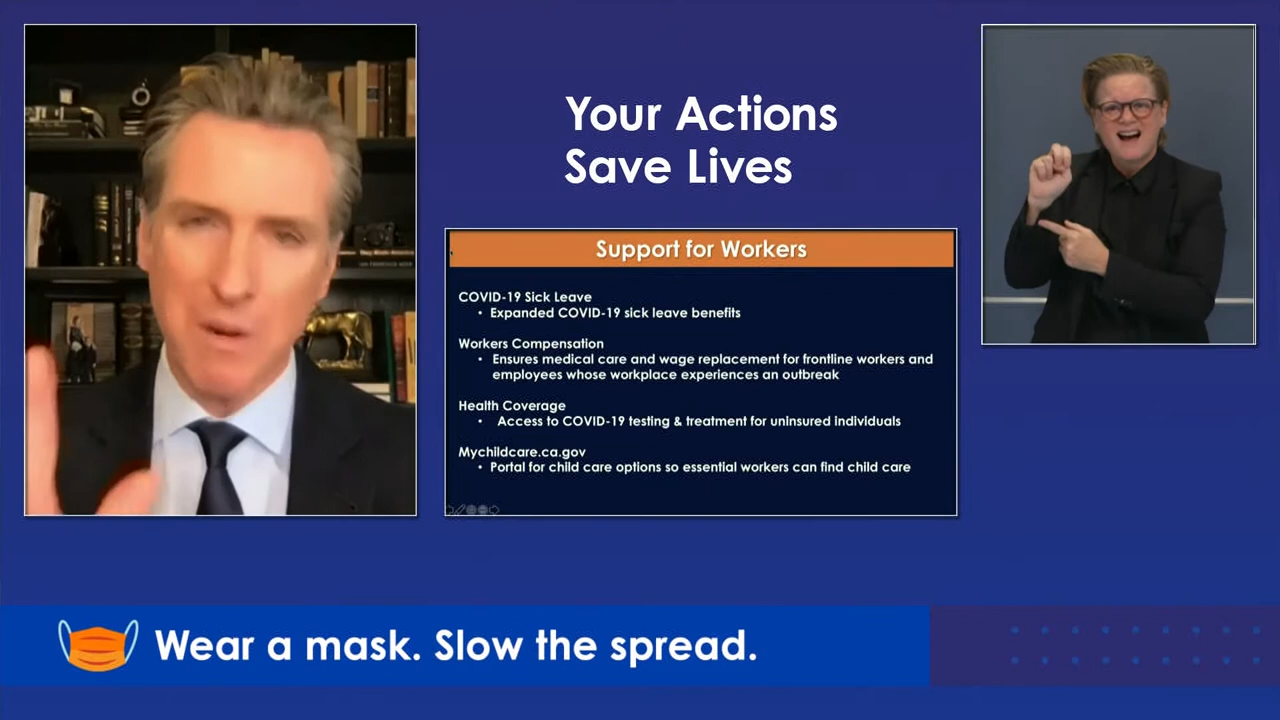 Your Actions
Save Lives
Support for Workers
COVID-19 Sick Leave
• Expanded COVID-19 sick leave benefits
Workers Compensation
• Ensures medical care and wage replacement for frontline workers and
employees whose workplace experiences an outbreak
Health Coverage
• Access to COVID-19 testing & treatment for uninsured individuals
Mychildcare.ca.gov
• Portal for child care options so essential workers can find child care
Wear a mask. Slow the spread.